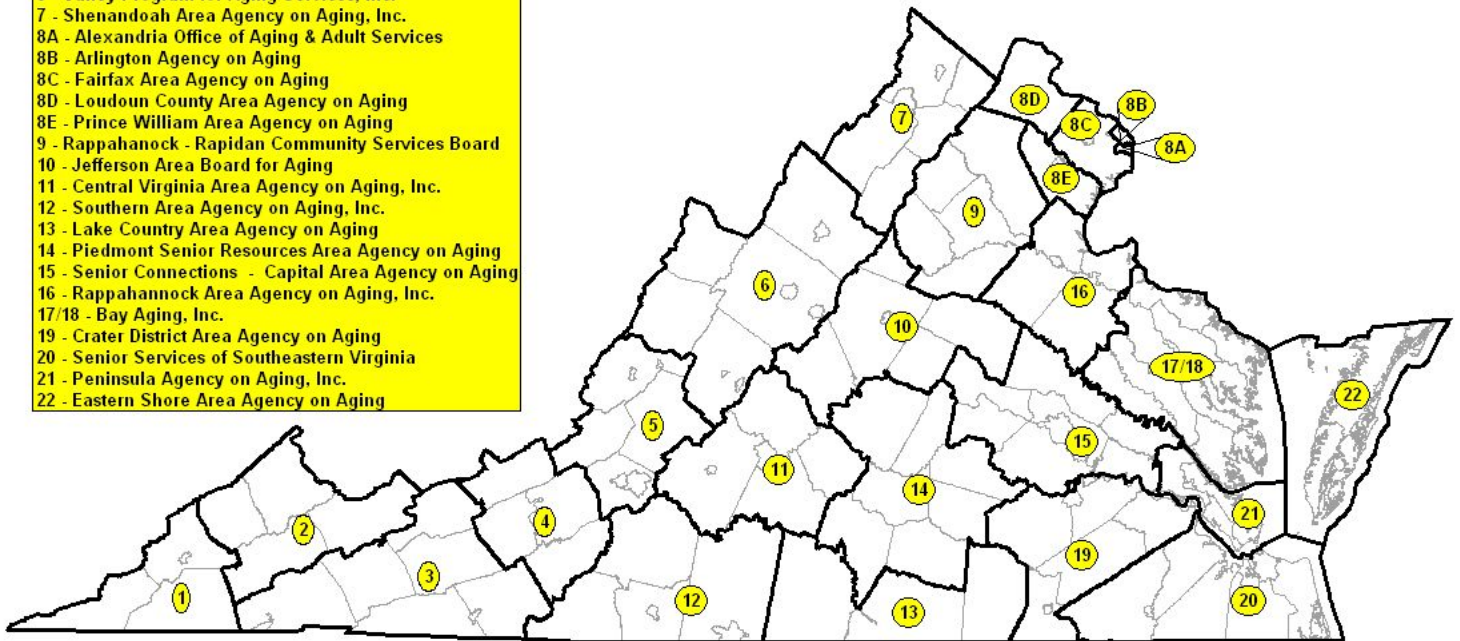 7 - Shenandoah Area Agency on Aging, Inc.
8A - Alexandria Office of Aging & Adult Services
8B - Arlington Agency on Aging
8C - Fairfax Area Agency on Aging
8D - Loudoun County Area Agency on Aging
8E - Prince William Area Agency on Aging
9 - Rappahanock - Rapidan Community Services Board
10 - Jefferson Area Board for Aging
11 - Central Virginia Area Agency on Aging, Inc.
12 - Southern Area Agency on Aging, Inc.
13 - Lake Country Area Agency on Aging
14 - Piedmont Senior Resources Area Agency on Aging
15 - Senior Connections - Capital Area Agency on Aging
16 - Rappahannock Area Agency on Aging, Inc.
17/18 - Bay Aging, Inc.
19 - Crater District Area Agency on Aging
20 - Senior Services of Southeastern Virginia
21 - Peninsula Agency on Aging, Inc.
22 - Eastern Shore Area Agency on Aging
8D
8B
7
8C
8A
8E
9
6
16
10
17/18
22
5
15
11
14
21
4
2
19
3
1
12
20
13